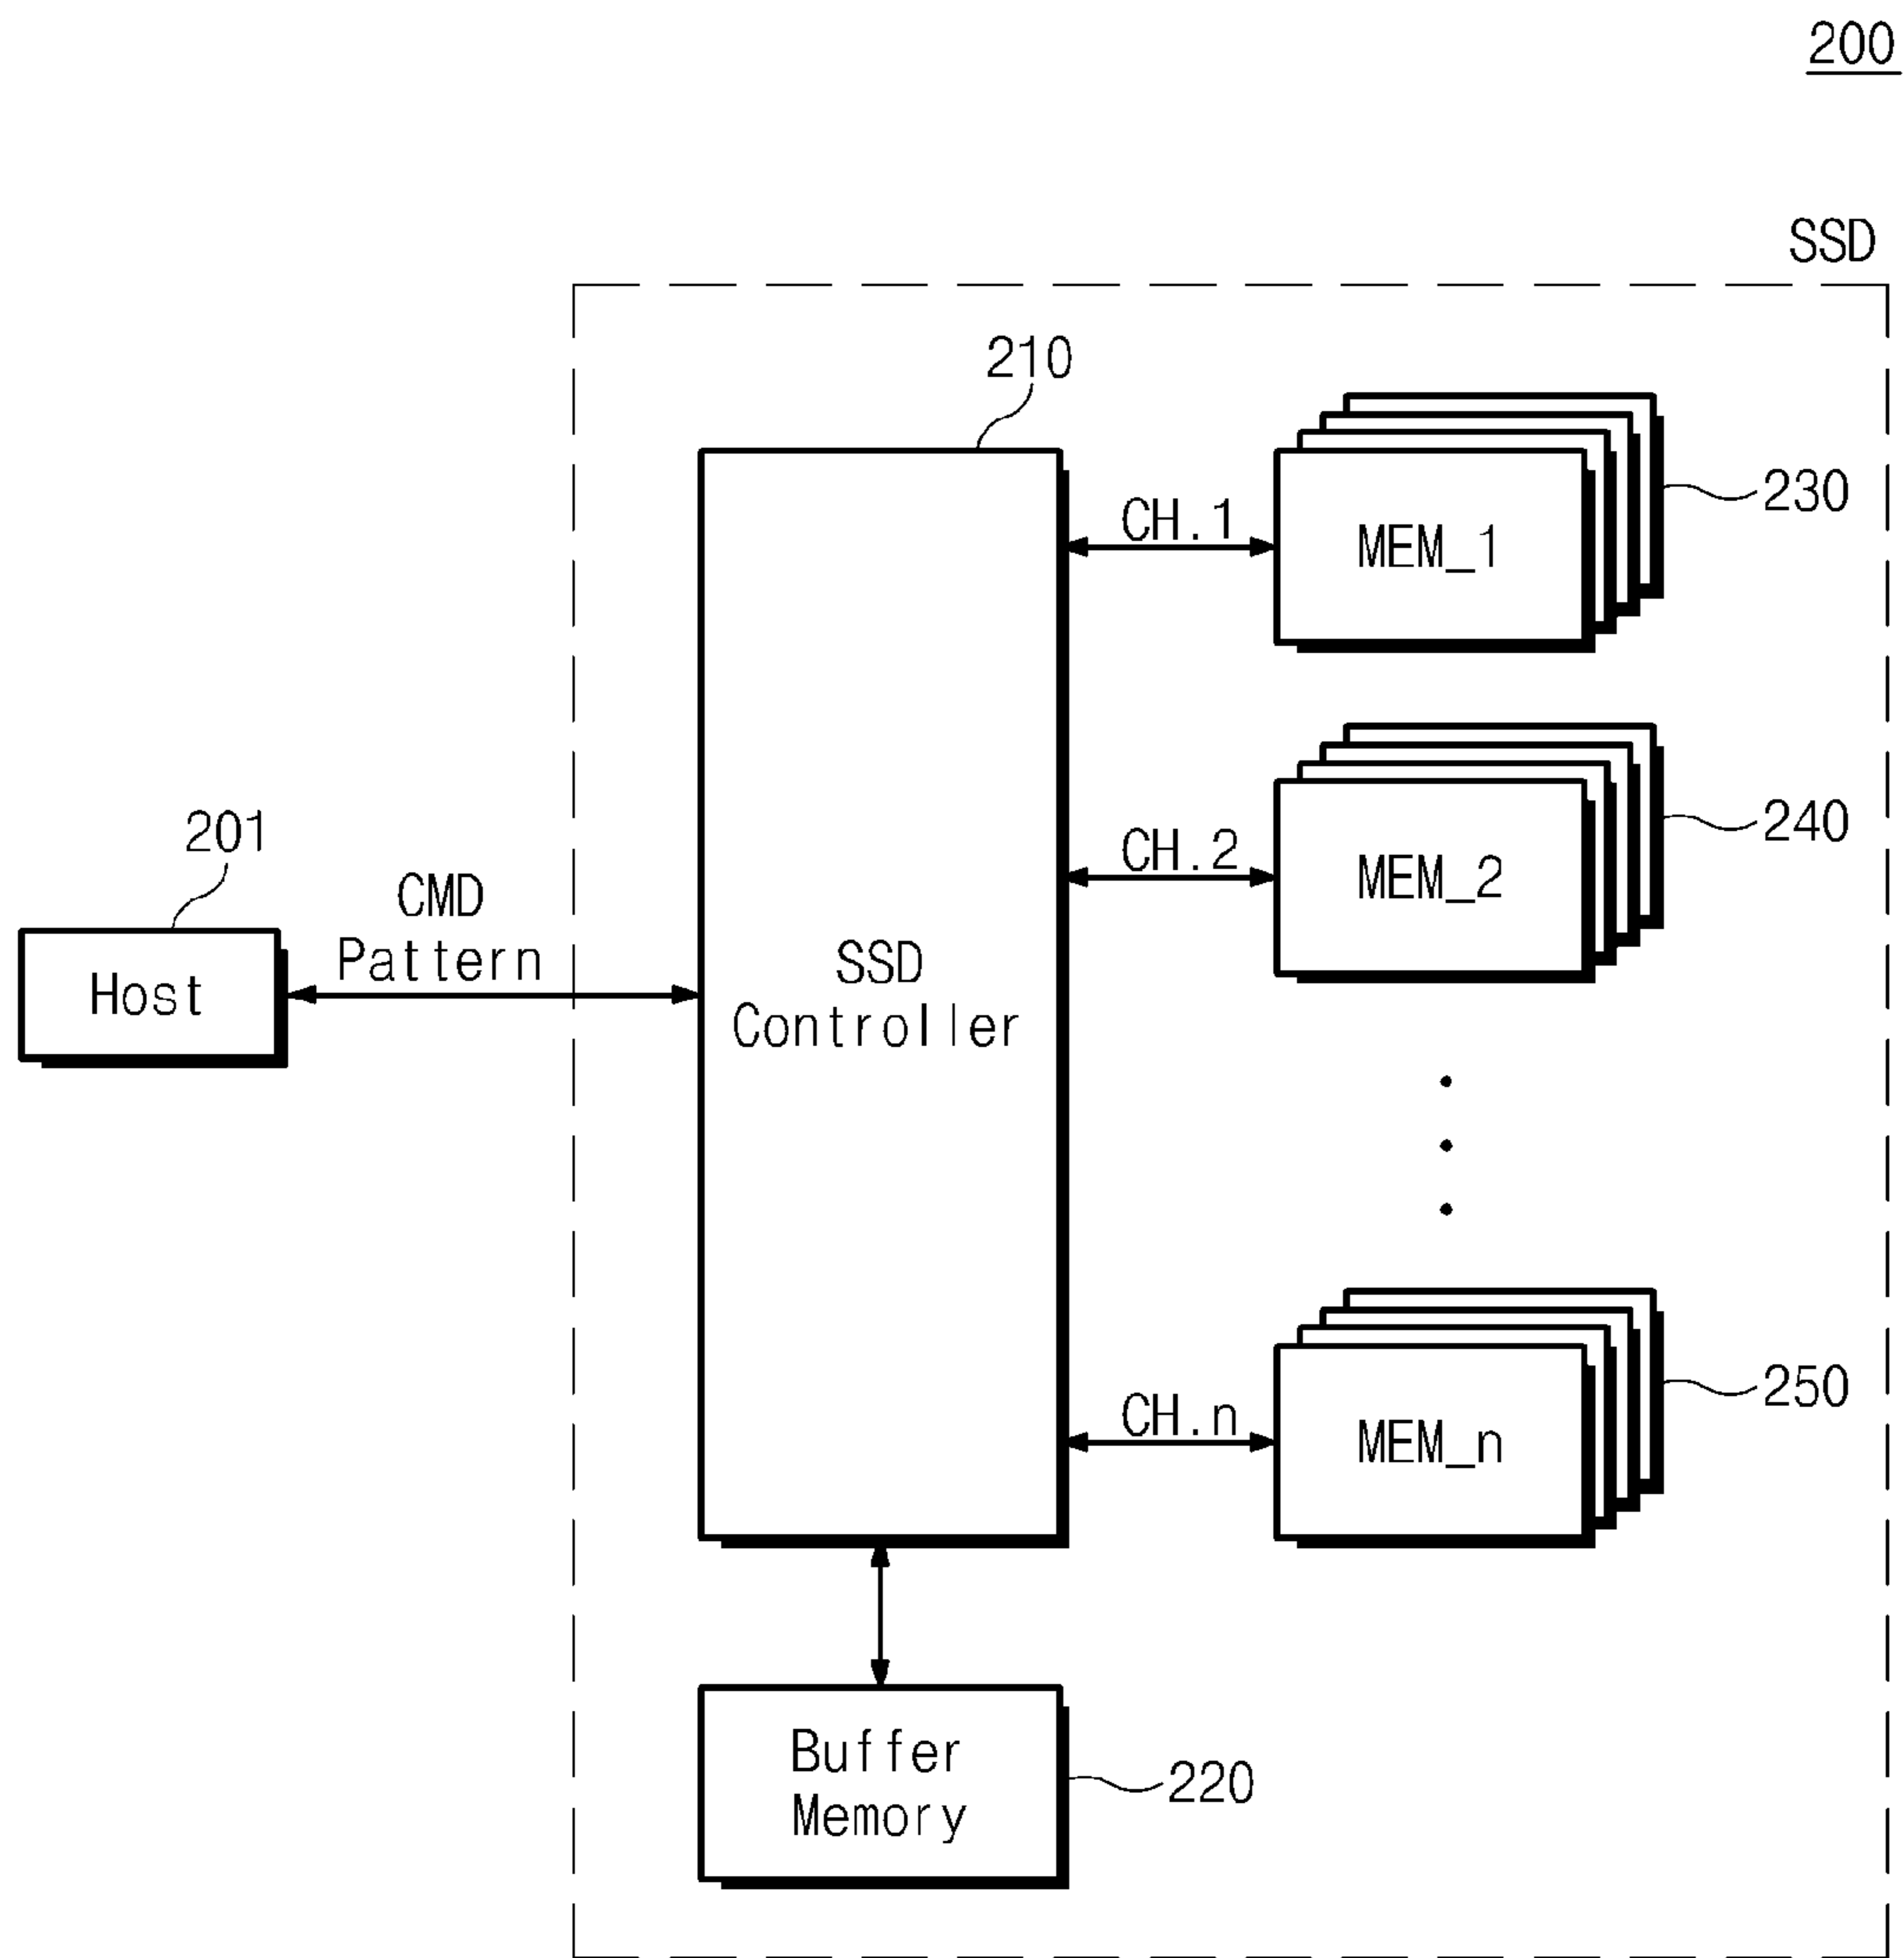 200
SSD
210
CH.1
MEM_1
230
CH.2
MEM_2
240
201
CMD
Pattern
Host
SSD
Controller
CH.n
MEM_n
250
Buffer
Memory
220